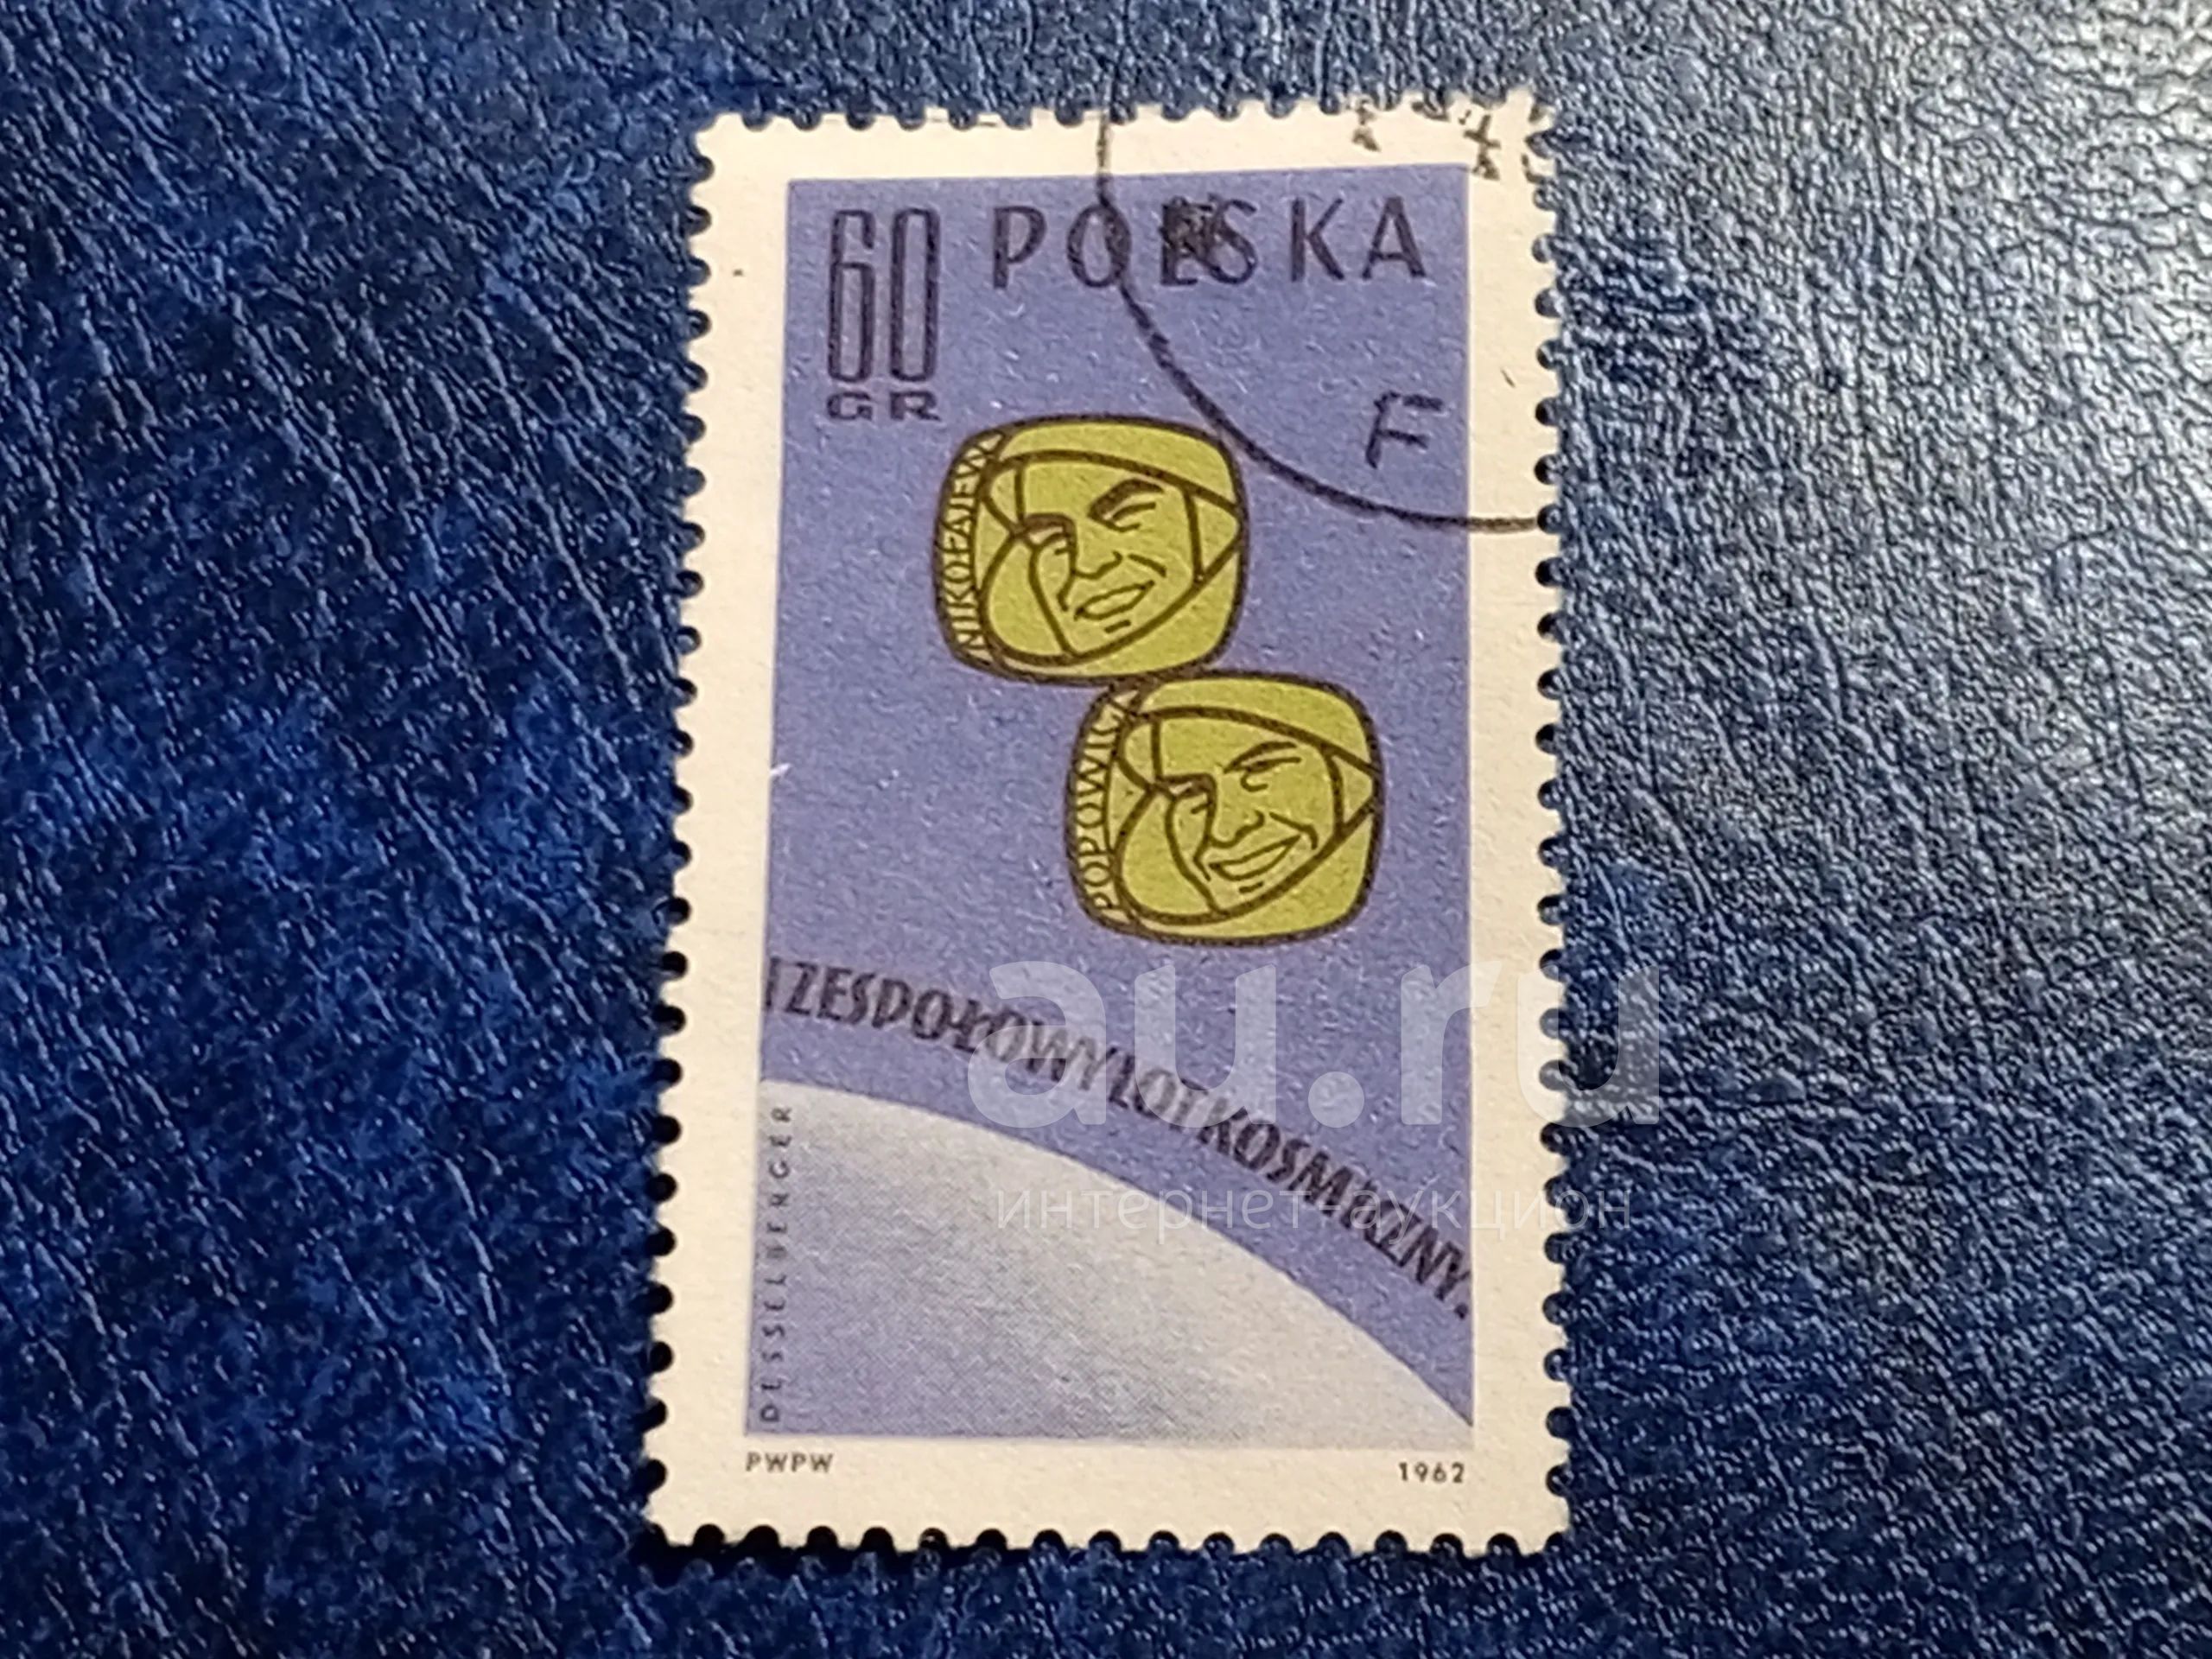 60 POLSKA
GR
F
NIKOŁAJEW
POPOWICZ
I ZESPOŁOWY LOT KOSMICZNY.
DESSELBERGER
PWPW 1962
au.ru
интернет аукцион